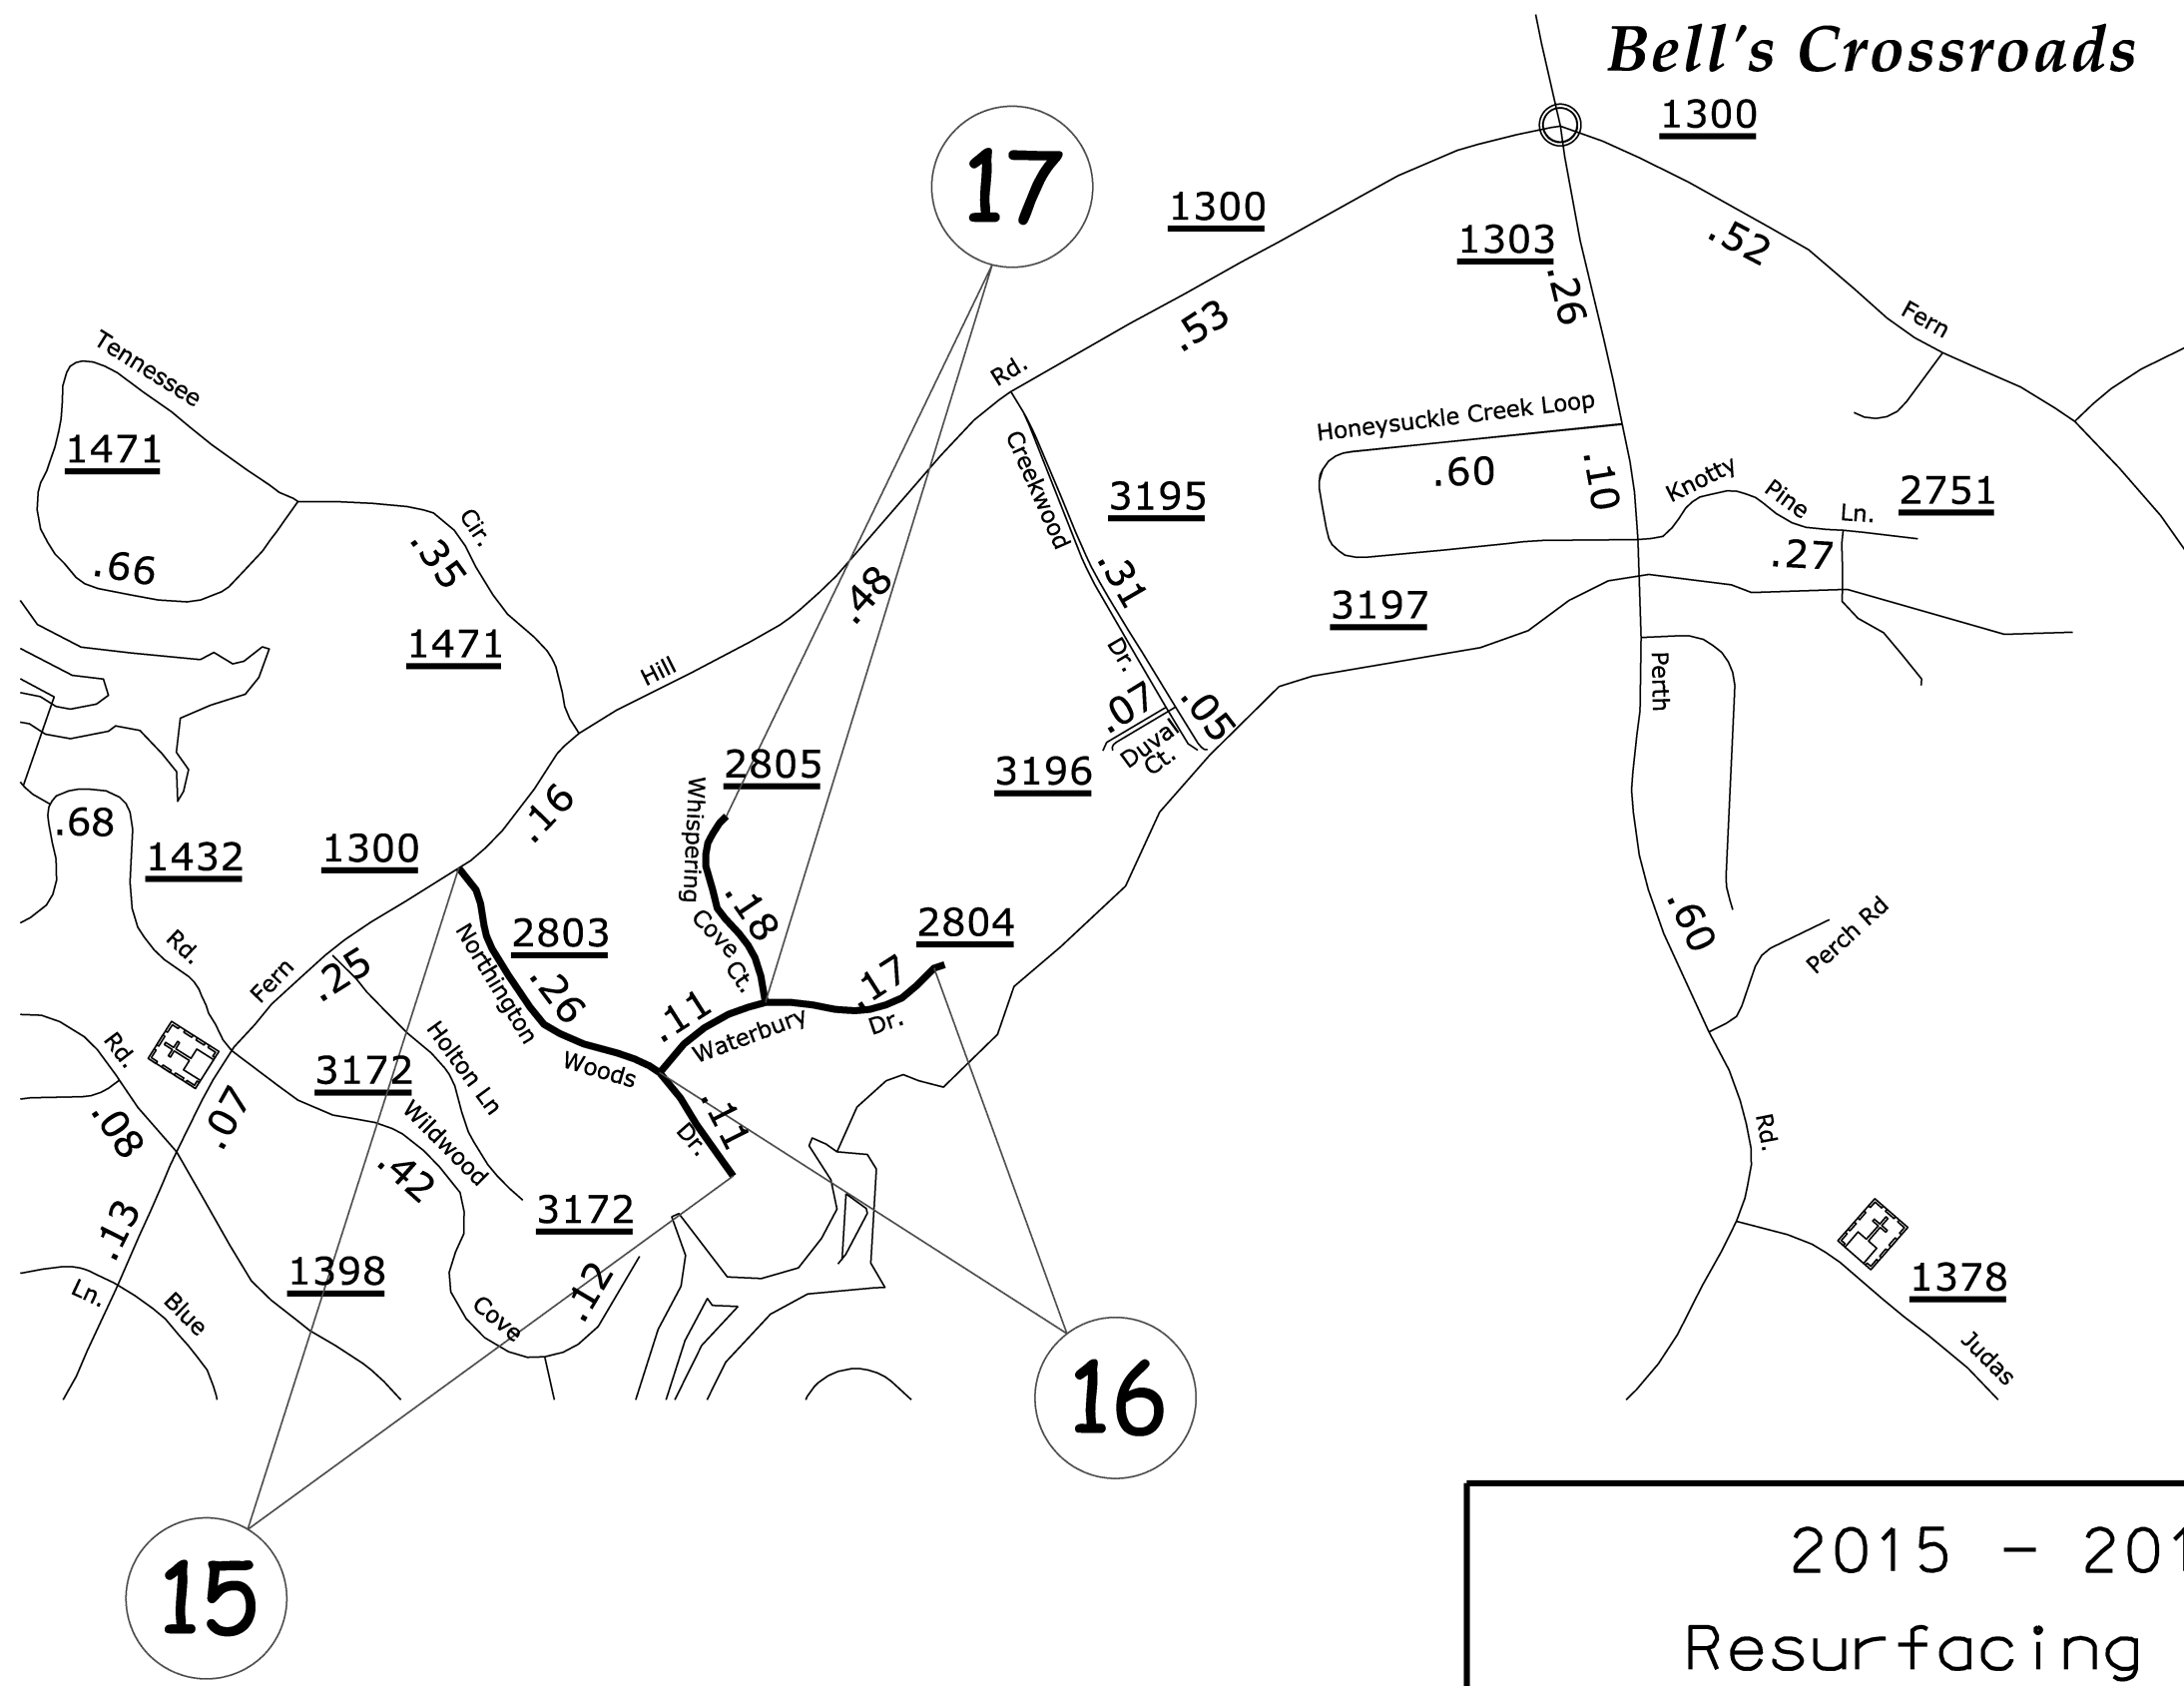 Bell's Crossroads
1300
17
1300
1303
.52
.26
.53
Fern
Tennessee
Rd.
Honeysuckle Creek Loop
1471
Creekwood
3195
.60
.10
Knotty
Pine
Ln.
2751
Cir.
.35
.66
.27
.48
.31
3197
1471
Hill
Dr.
Perth
.07
.05
Duval
Ct.
2805
3196
.16
Whispering
.68
1432
1300
.18
2803
2804
Cove Ct.
.60
Perch Rd
Rd.
Fern
.25
Northington
.26
.11
.17
Waterbury
Dr.
Rd.
3172
Holton Ln
Woods
.08
.07
Wildwood
.11
Dr.
Rd.
.42
3172
.13
1398
1378
Ln.
Blue
Cove
.12
Judas
16
15
2015 - 201
Resurfacing